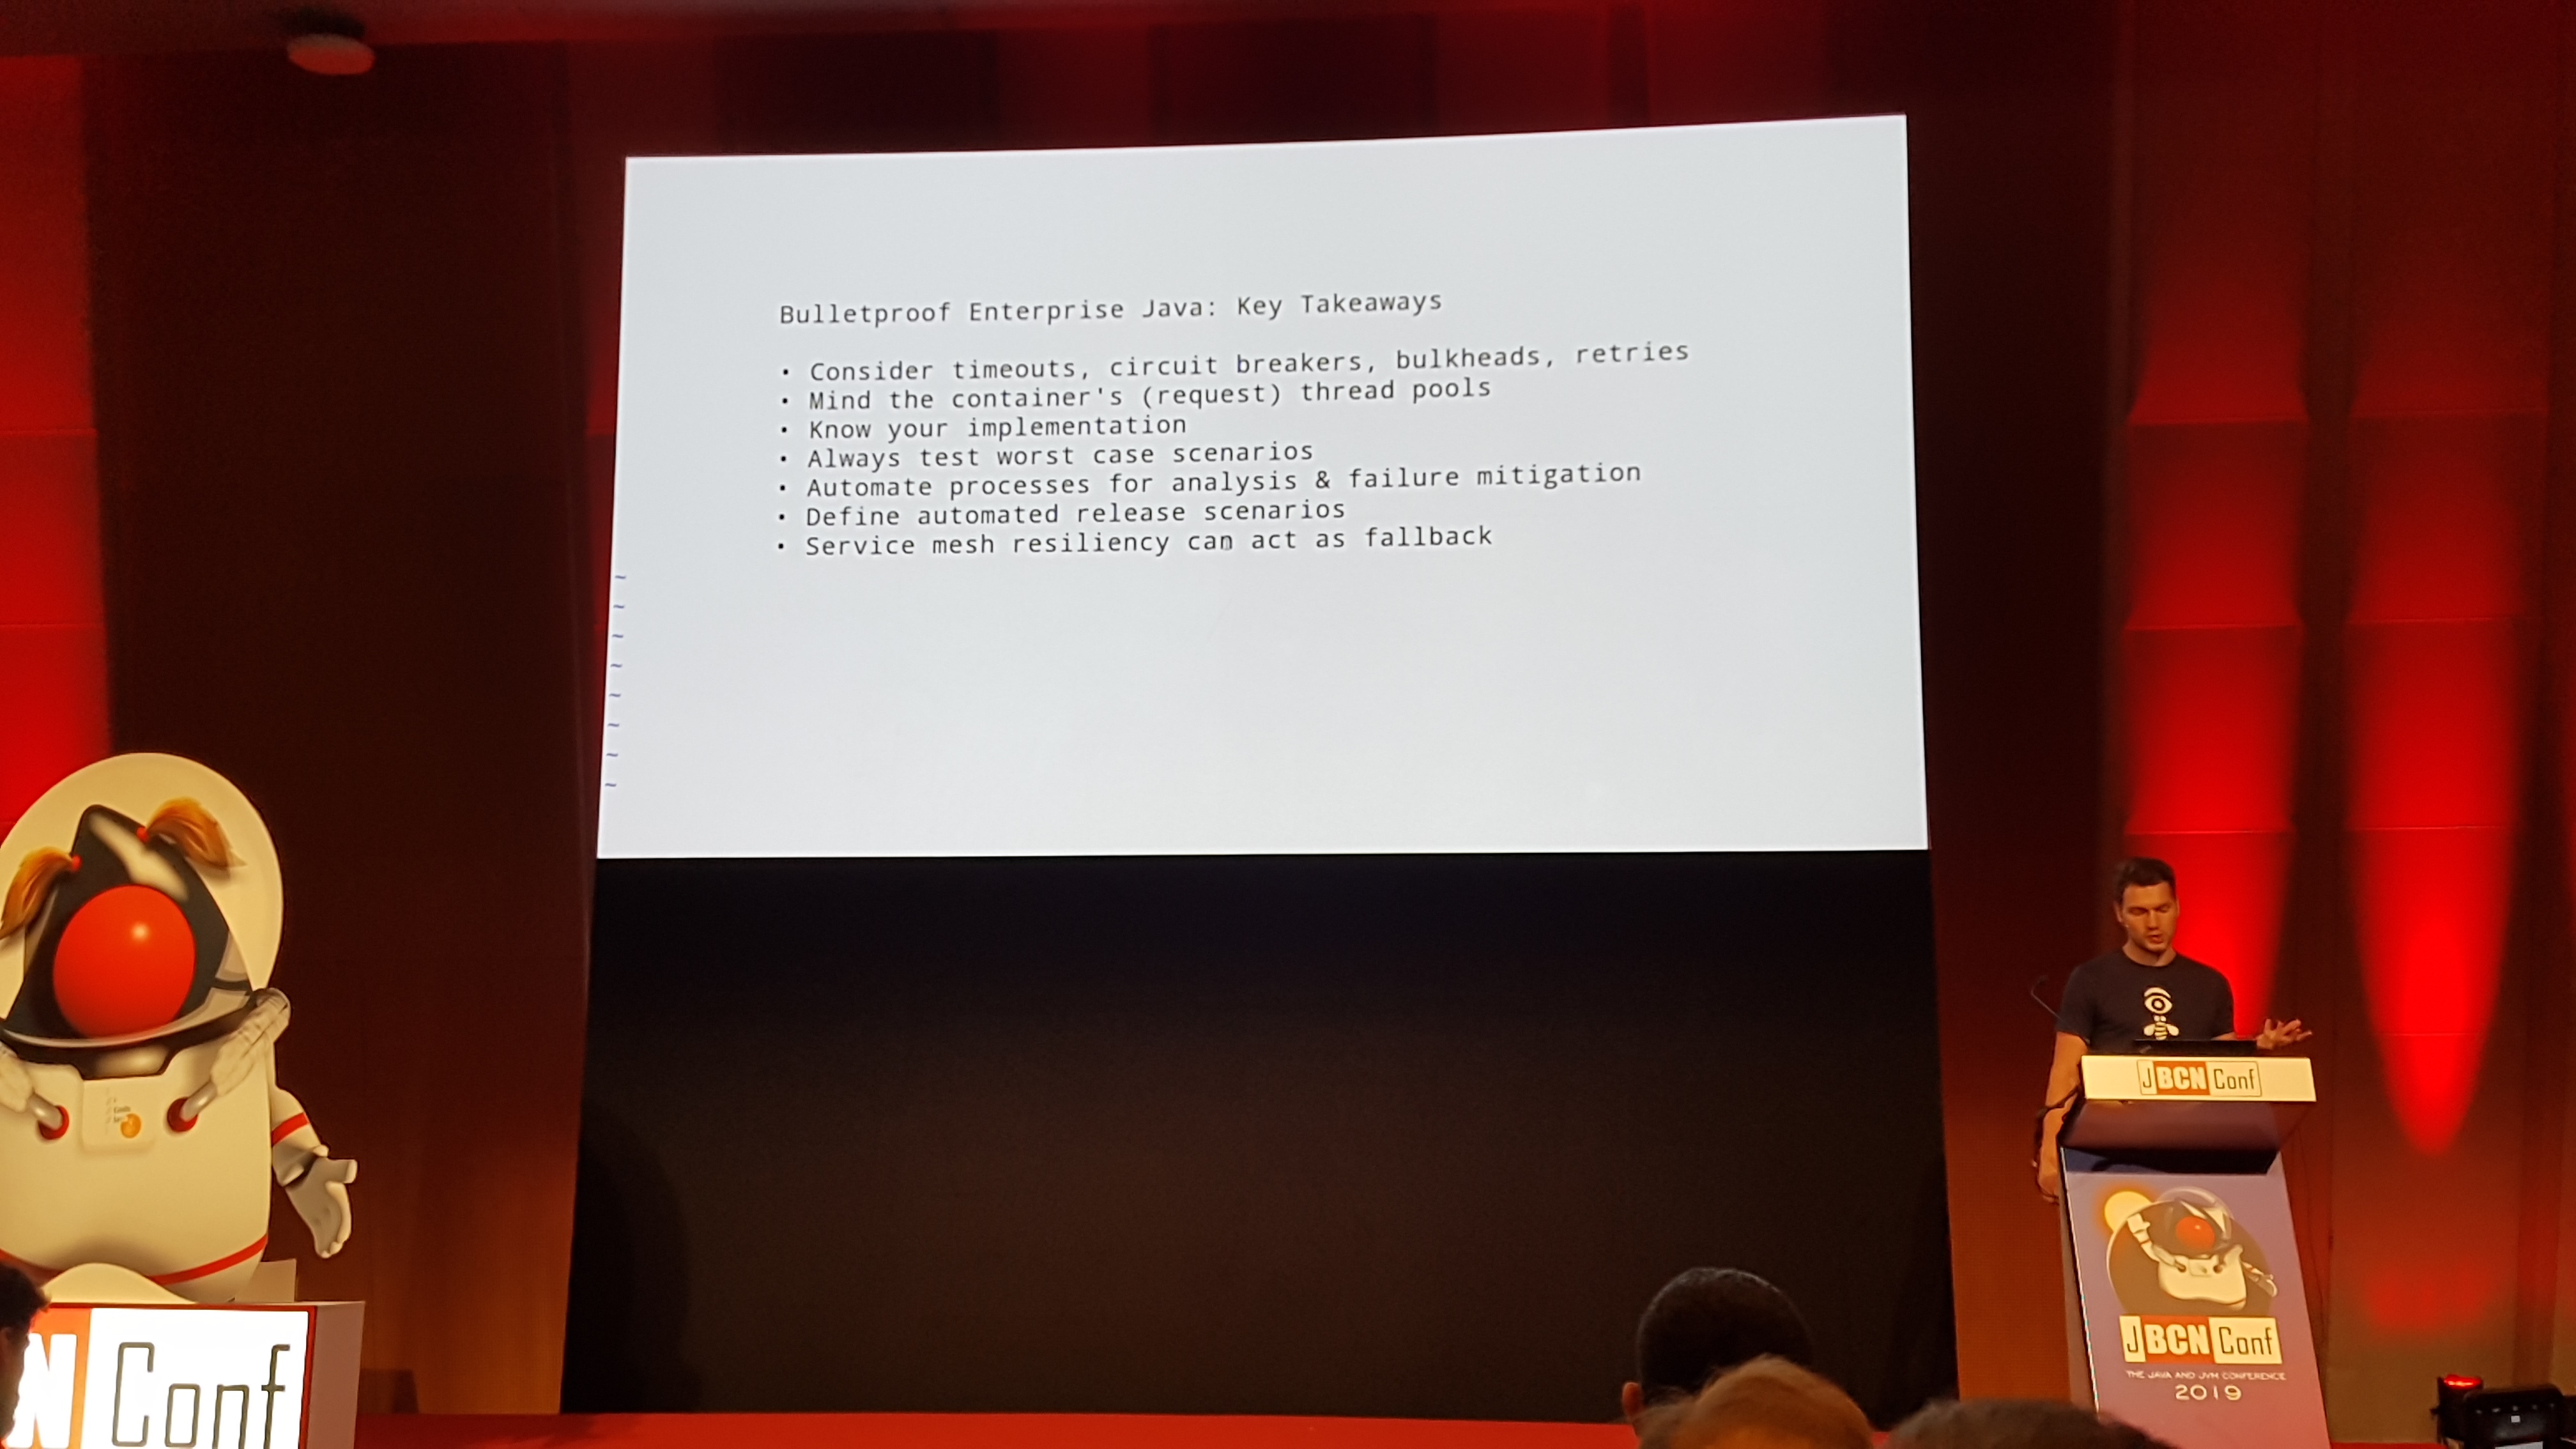 Bulletproof Enterprise Java: Key Takeaways
• Consider timeouts, circuit breakers, bulkheads, retries
• Mind the container's (request) thread pools
• Know your implementation
• Always test worst case scenarios
• Automate processes for analysis & failure mitigation
• Define automated release scenarios
• Service mesh resiliency can act as fallback
~
~
~
~
~
~
~
~
JBCN Conf
JBCN Conf
THE JAVA AND JVM CONFERENCE
2019
N Conf